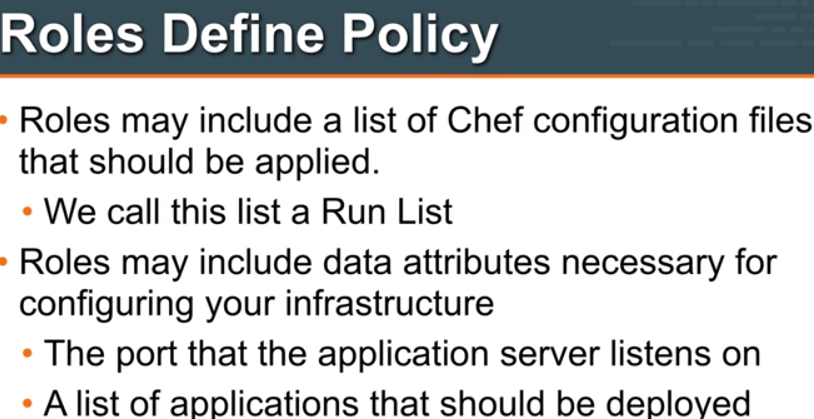 Roles Define Policy
• Roles may include a list of Chef configuration files
that should be applied.
• We call this list a Run List
• Roles may include data attributes necessary for
configuring your infrastructure
• The port that the application server listens on
• A list of applications that should be deployed